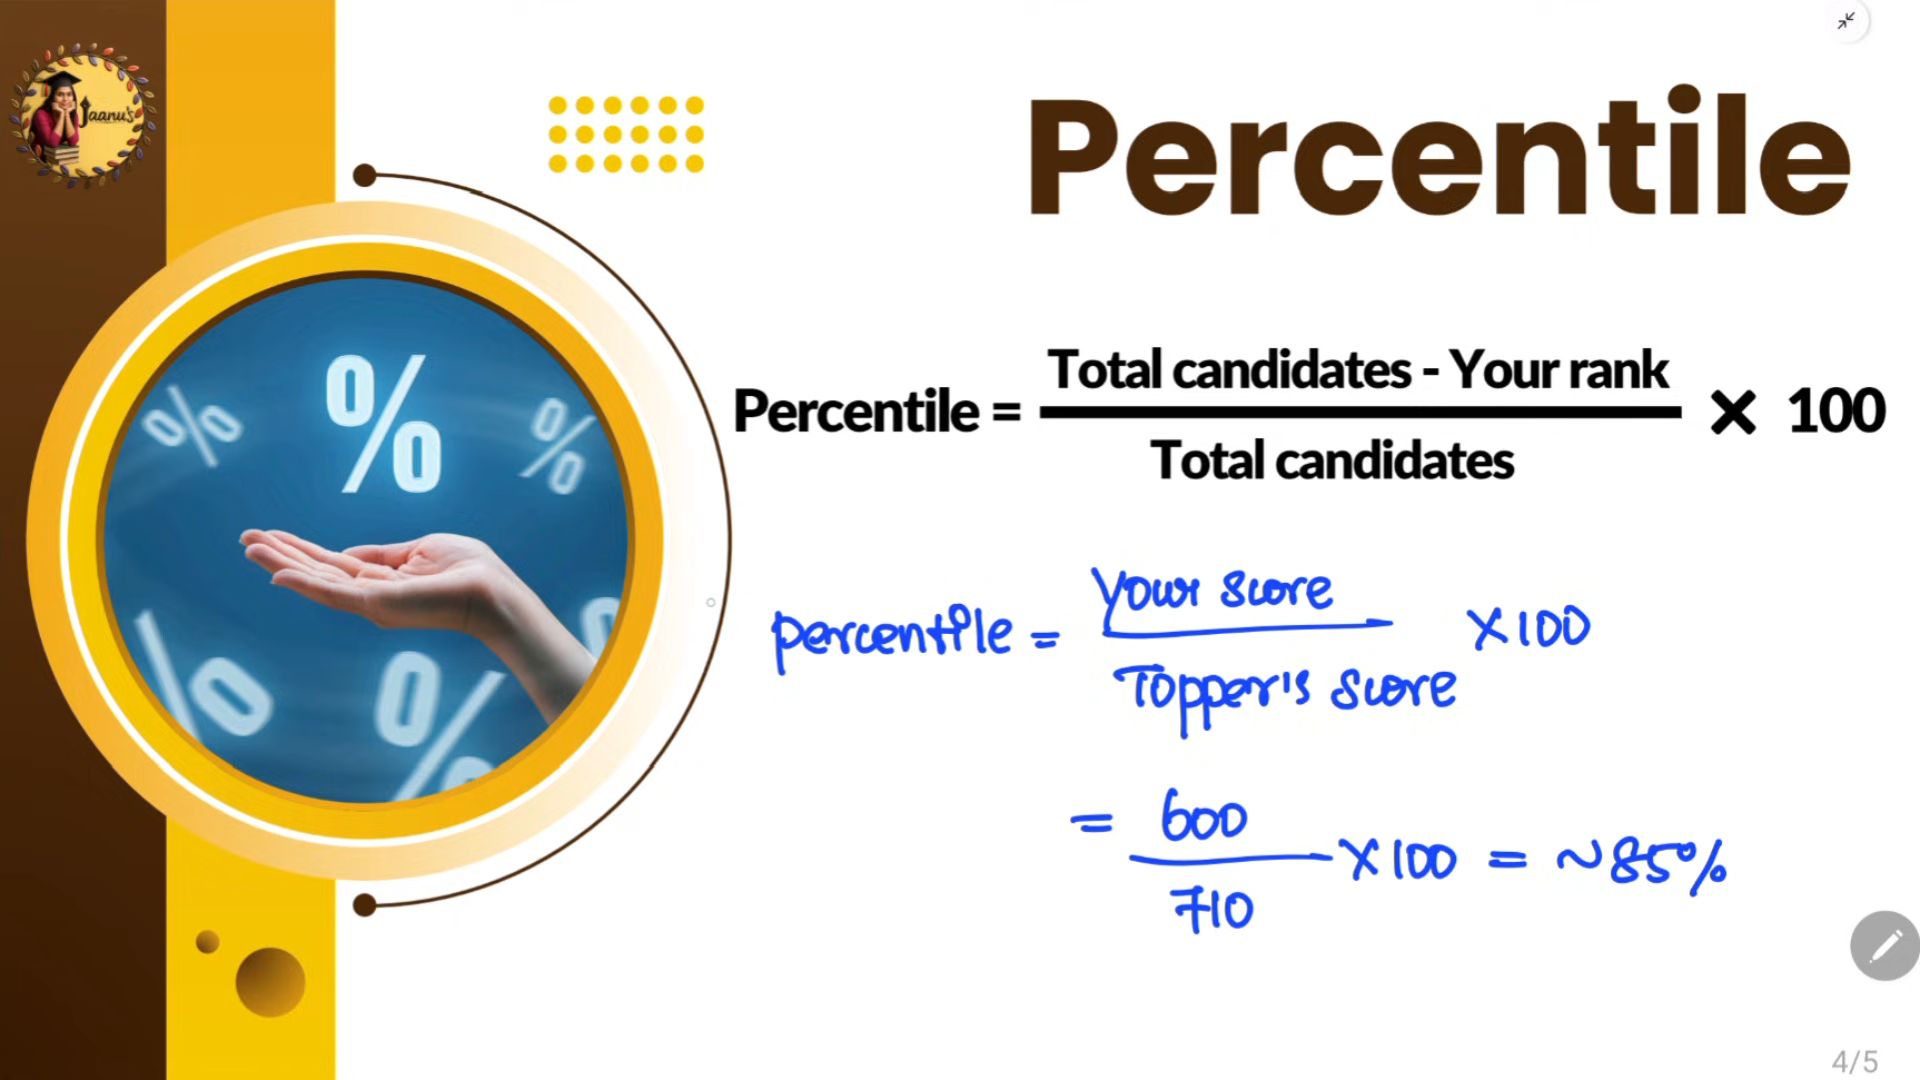 Jaanu's
Percentile
Percentile = Total candidates - Your rank / Total candidates × 100
percentile = Your score / Topper's score × 100
= 600 / 710 × 100 = ~85%
% % % % %
4/5